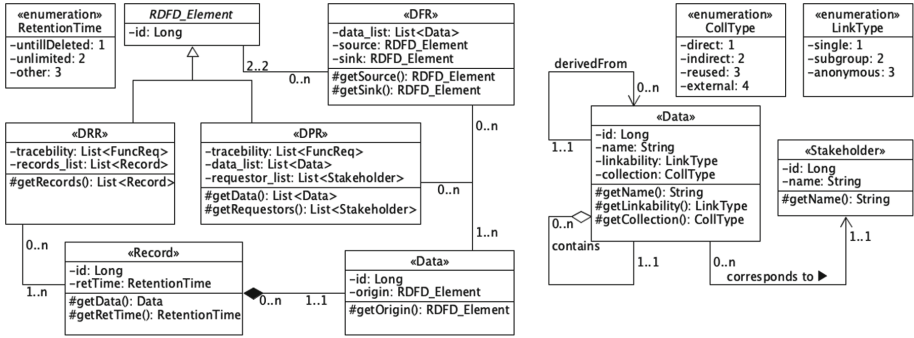 «enumeration»
RetentionTime
-untillDeleted: 1
-unlimited: 2
-other: 3
RDFD_Element
-id: Long
2..2
0..n
«DFR»
-data_list: List<Data>
-source: RDFD_Element
-sink: RDFD_Element
#getSource(): RDFD_Element
#getSink(): RDFD_Element
0..n
«DRR»
-tracebility: List<FuncReq>
-records_list: List<Record>
#getRecords(): List<Record>
«DPR»
-tracebility: List<FuncReq>
-data_list: List<Data>
-requestor_list: List<Stakeholder>
#getData(): List<Data>
#getRequestors(): List<Stakeholder>
0..n
0..n
1..n
1..n
«Record»
-id: Long
-retTime: RetentionTime
#getData(): Data
#getRetTime(): RetentionTime
0..n
1..1
«Data»
-id: Long
-origin: RDFD_Element
#getOrigin(): RDFD_Element
«enumeration»
CollType
-direct: 1
-indirect: 2
-reused: 3
-external: 4
«enumeration»
LinkType
-single: 1
-subgroup: 2
-anonymous: 3
derivedFrom
0..n
1..1
«Data»
-id: Long
-name: String
-linkability: LinkType
-collection: CollType
#getName(): String
#getLinkability(): LinkType
#getCollection(): CollType
0..n
contains
1..1
0..n
corresponds to ▶
1..1
«Stakeholder»
-id: Long
-name: String
#getName(): String